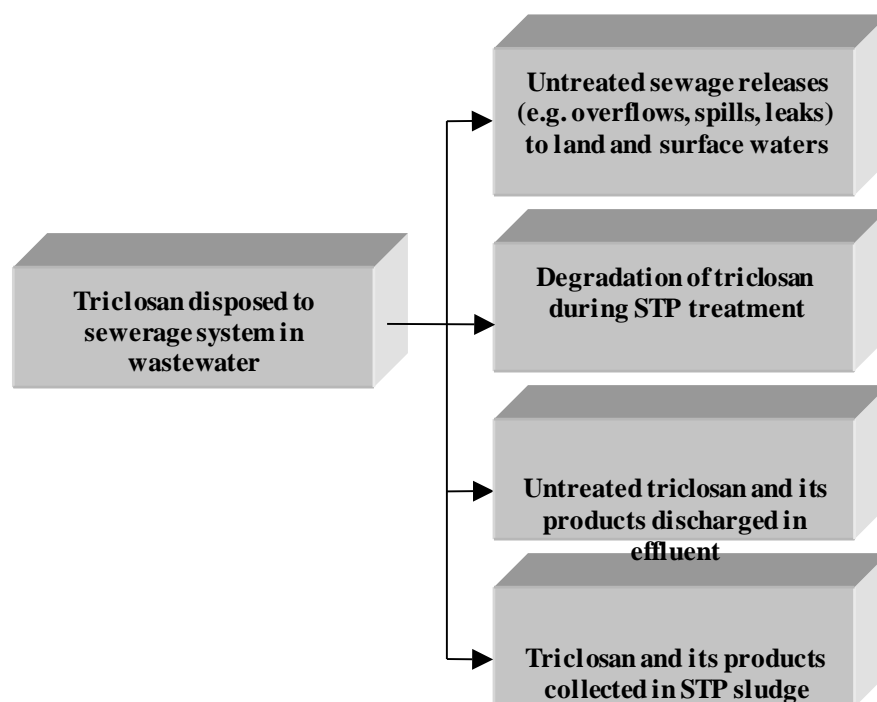 Untreated sewage releases
(e.g. overflows, spills, leaks)
to land and surface waters
Triclosan disposed to
sewerage system in
wastewater
Degradation of triclosan
during STP treatment
Untreated triclosan and its
products discharged in
effluent
Triclosan and its products
collected in STP sludge